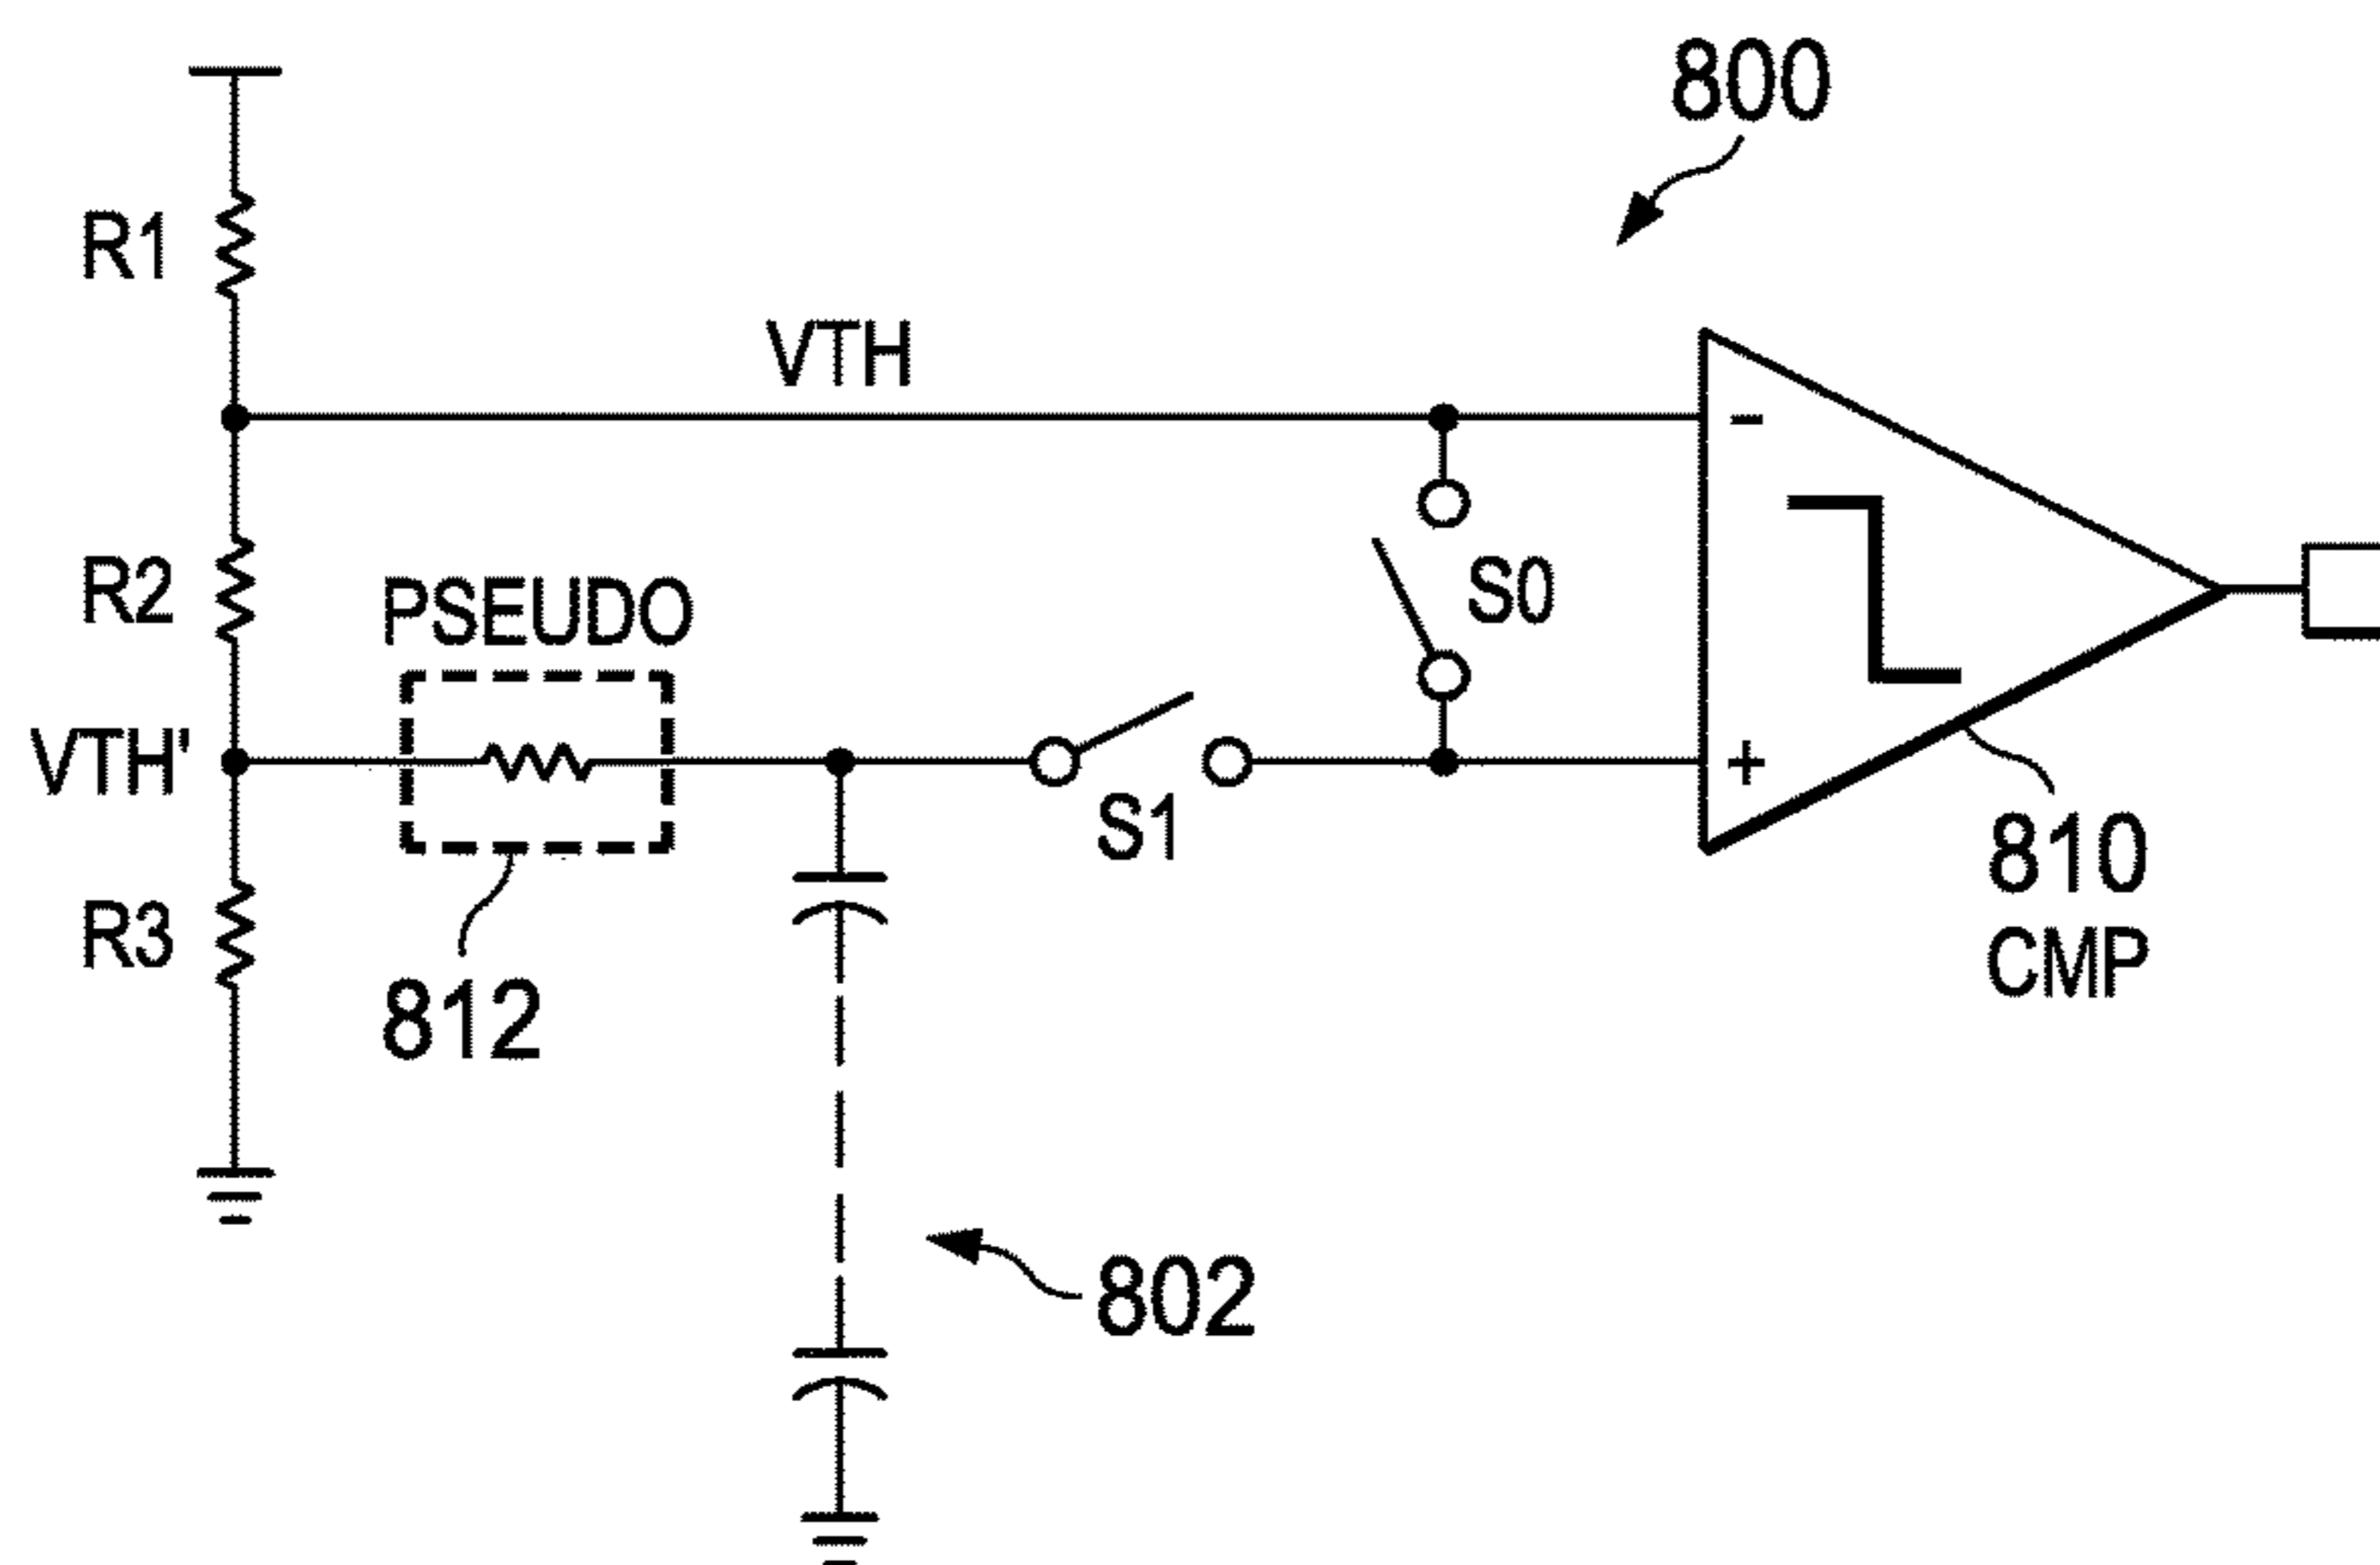 800
R1
VTH
-
R2
PSEUDO
S0
VTH'
S1
+
R3
812
810
CMP
802